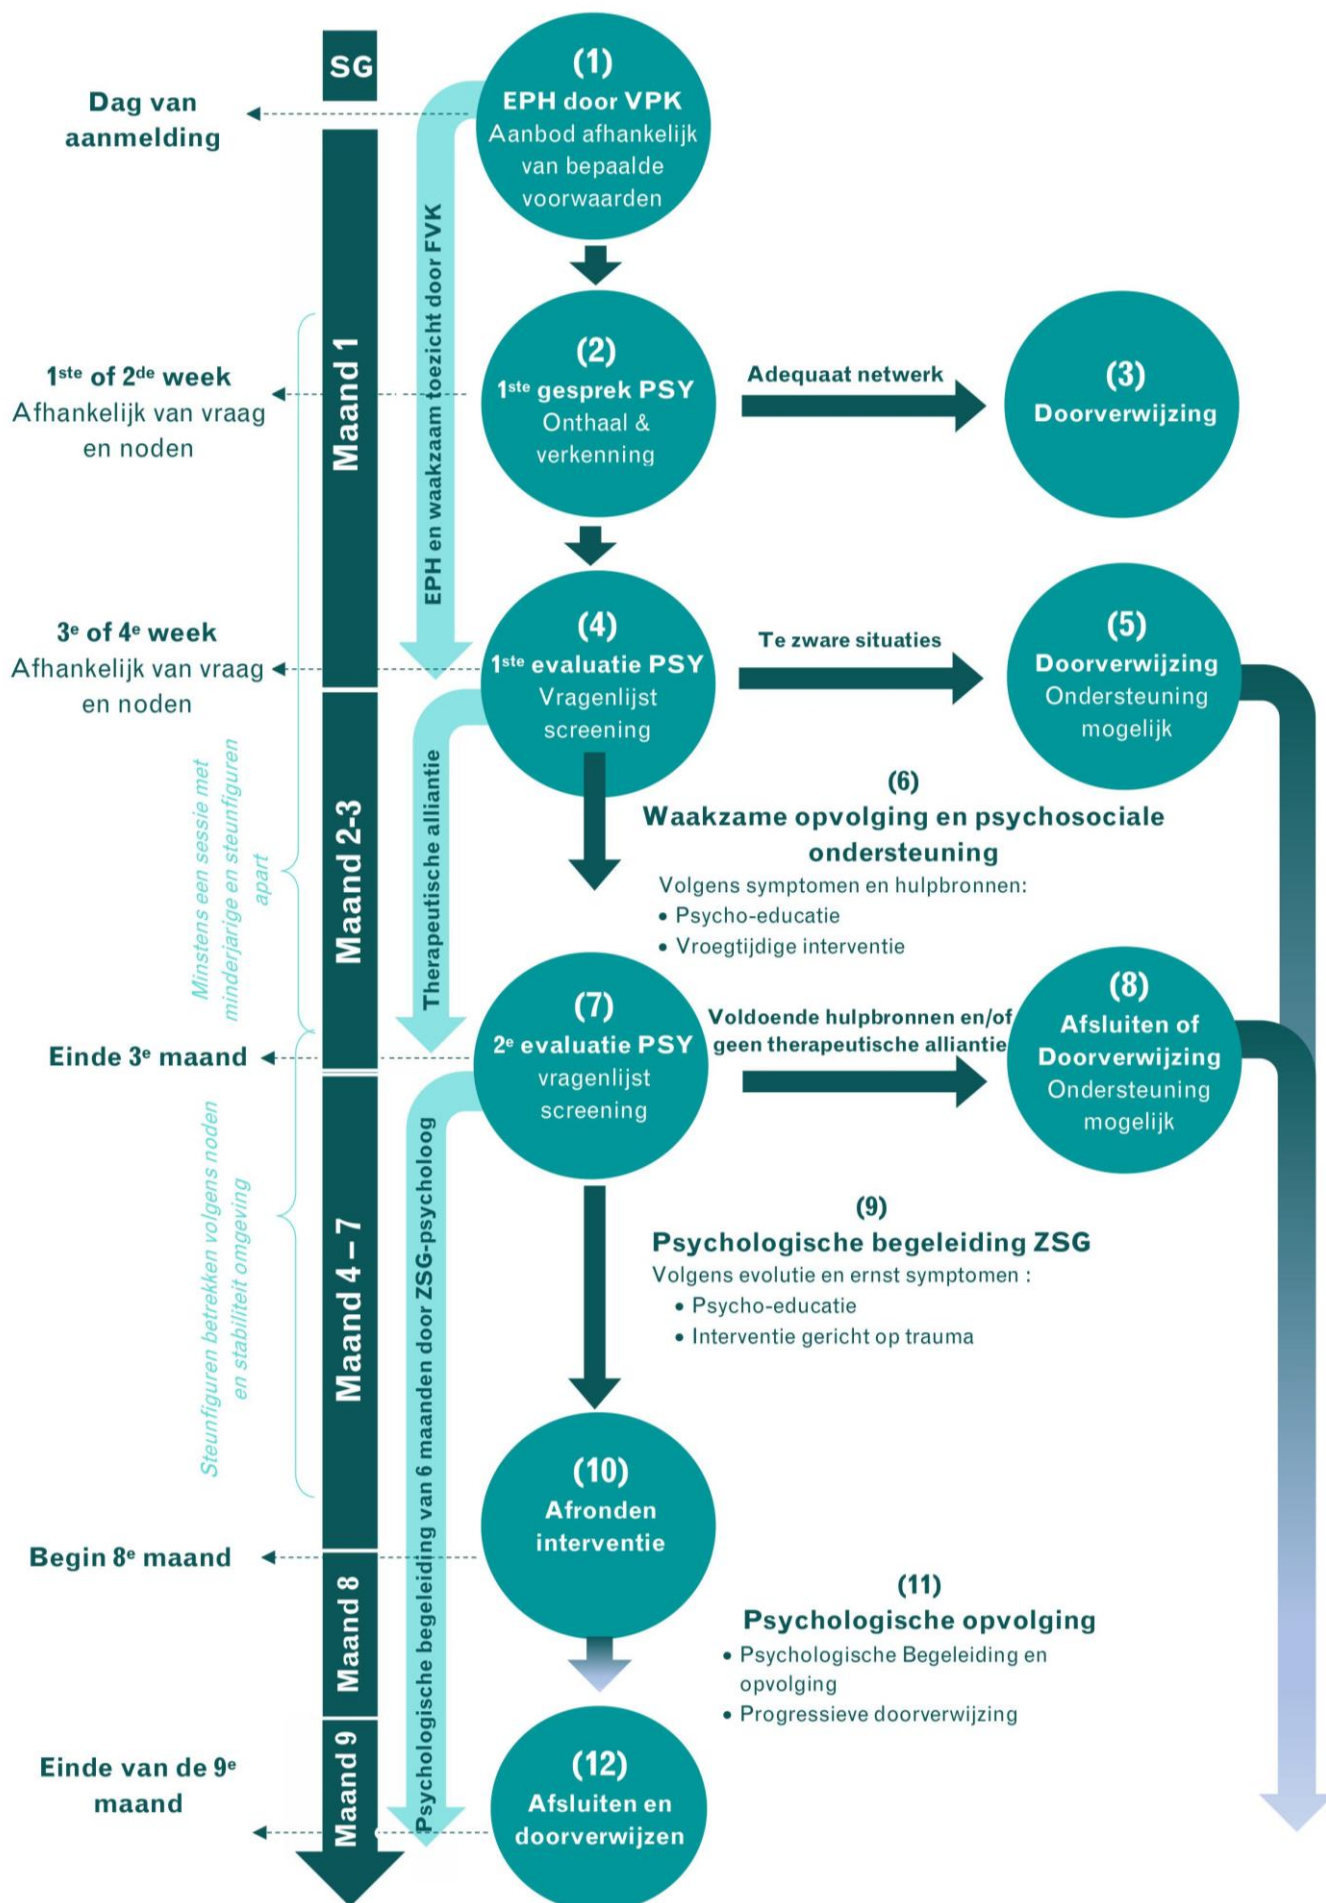 SG
(1)
EPH door VPK
Aanbod afhankelijk
van bepaalde
voorwaarden
Dag van
aanmelding
EPH en waakzaam toezicht door FVK
Maand 1
(2)
1ste gesprek PSY
Onthaal &
verkenning
1ste of 2de week
Afhankelijk van vraag
en noden
Adequaat netwerk
(3)
Doorverwijzing
(4)
1ste evaluatie PSY
Vragenlijst
screening
3e of 4e week
Afhankelijk van vraag
en noden
Te zware situaties
(5)
Doorverwijzing
Ondersteuning
mogelijk
Minstens een sessie met
minderjarige en steunfiguren
apart
Maand 2-3
Therapeutische alliantie
(6)
Waakzame opvolging en psychosociale
ondersteuning
Volgens symptomen en hulpbronnen:
• Psycho-educatie
• Vroegtijdige interventie
(7)
2e evaluatie PSY
vragenlijst
screening
Einde 3e maand
Voldoende hulpbronnen en/of
geen therapeutische alliantie
(8)
Afsluiten of
Doorverwijzing
Ondersteuning
mogelijk
Steunfiguren betrekken volgens noden
en stabiliteit omgeving
Maand 4 – 7
Psychologische begeleiding van 6 maanden door ZSG-psycholoog
(9)
Psychologische begeleiding ZSG
Volgens evolutie en ernst symptomen :
• Psycho-educatie
• Interventie gericht op trauma
(10)
Afronden
interventie
Begin 8e maand
Maand 8
(11)
Psychologische opvolging
• Psychologische Begeleiding en
opvolging
• Progressieve doorverwijzing
Maand 9
Einde van de 9e
maand
(12)
Afsluiten en
doorverwijzen